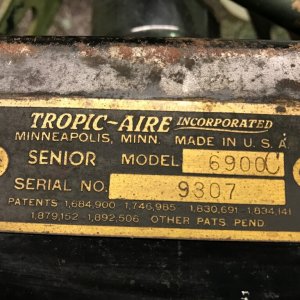 TROPIC-AIRE INCORPORATED
MINNEAPOLIS, MINN. MADE IN U.S.A.
SENIOR MODEL 6900C
SERIAL NO. 9307
PATENTS 1,684,900 1,746,985 1,830,691 1,834,141
1,879,152 1,892,506 OTHER PATS. PEND